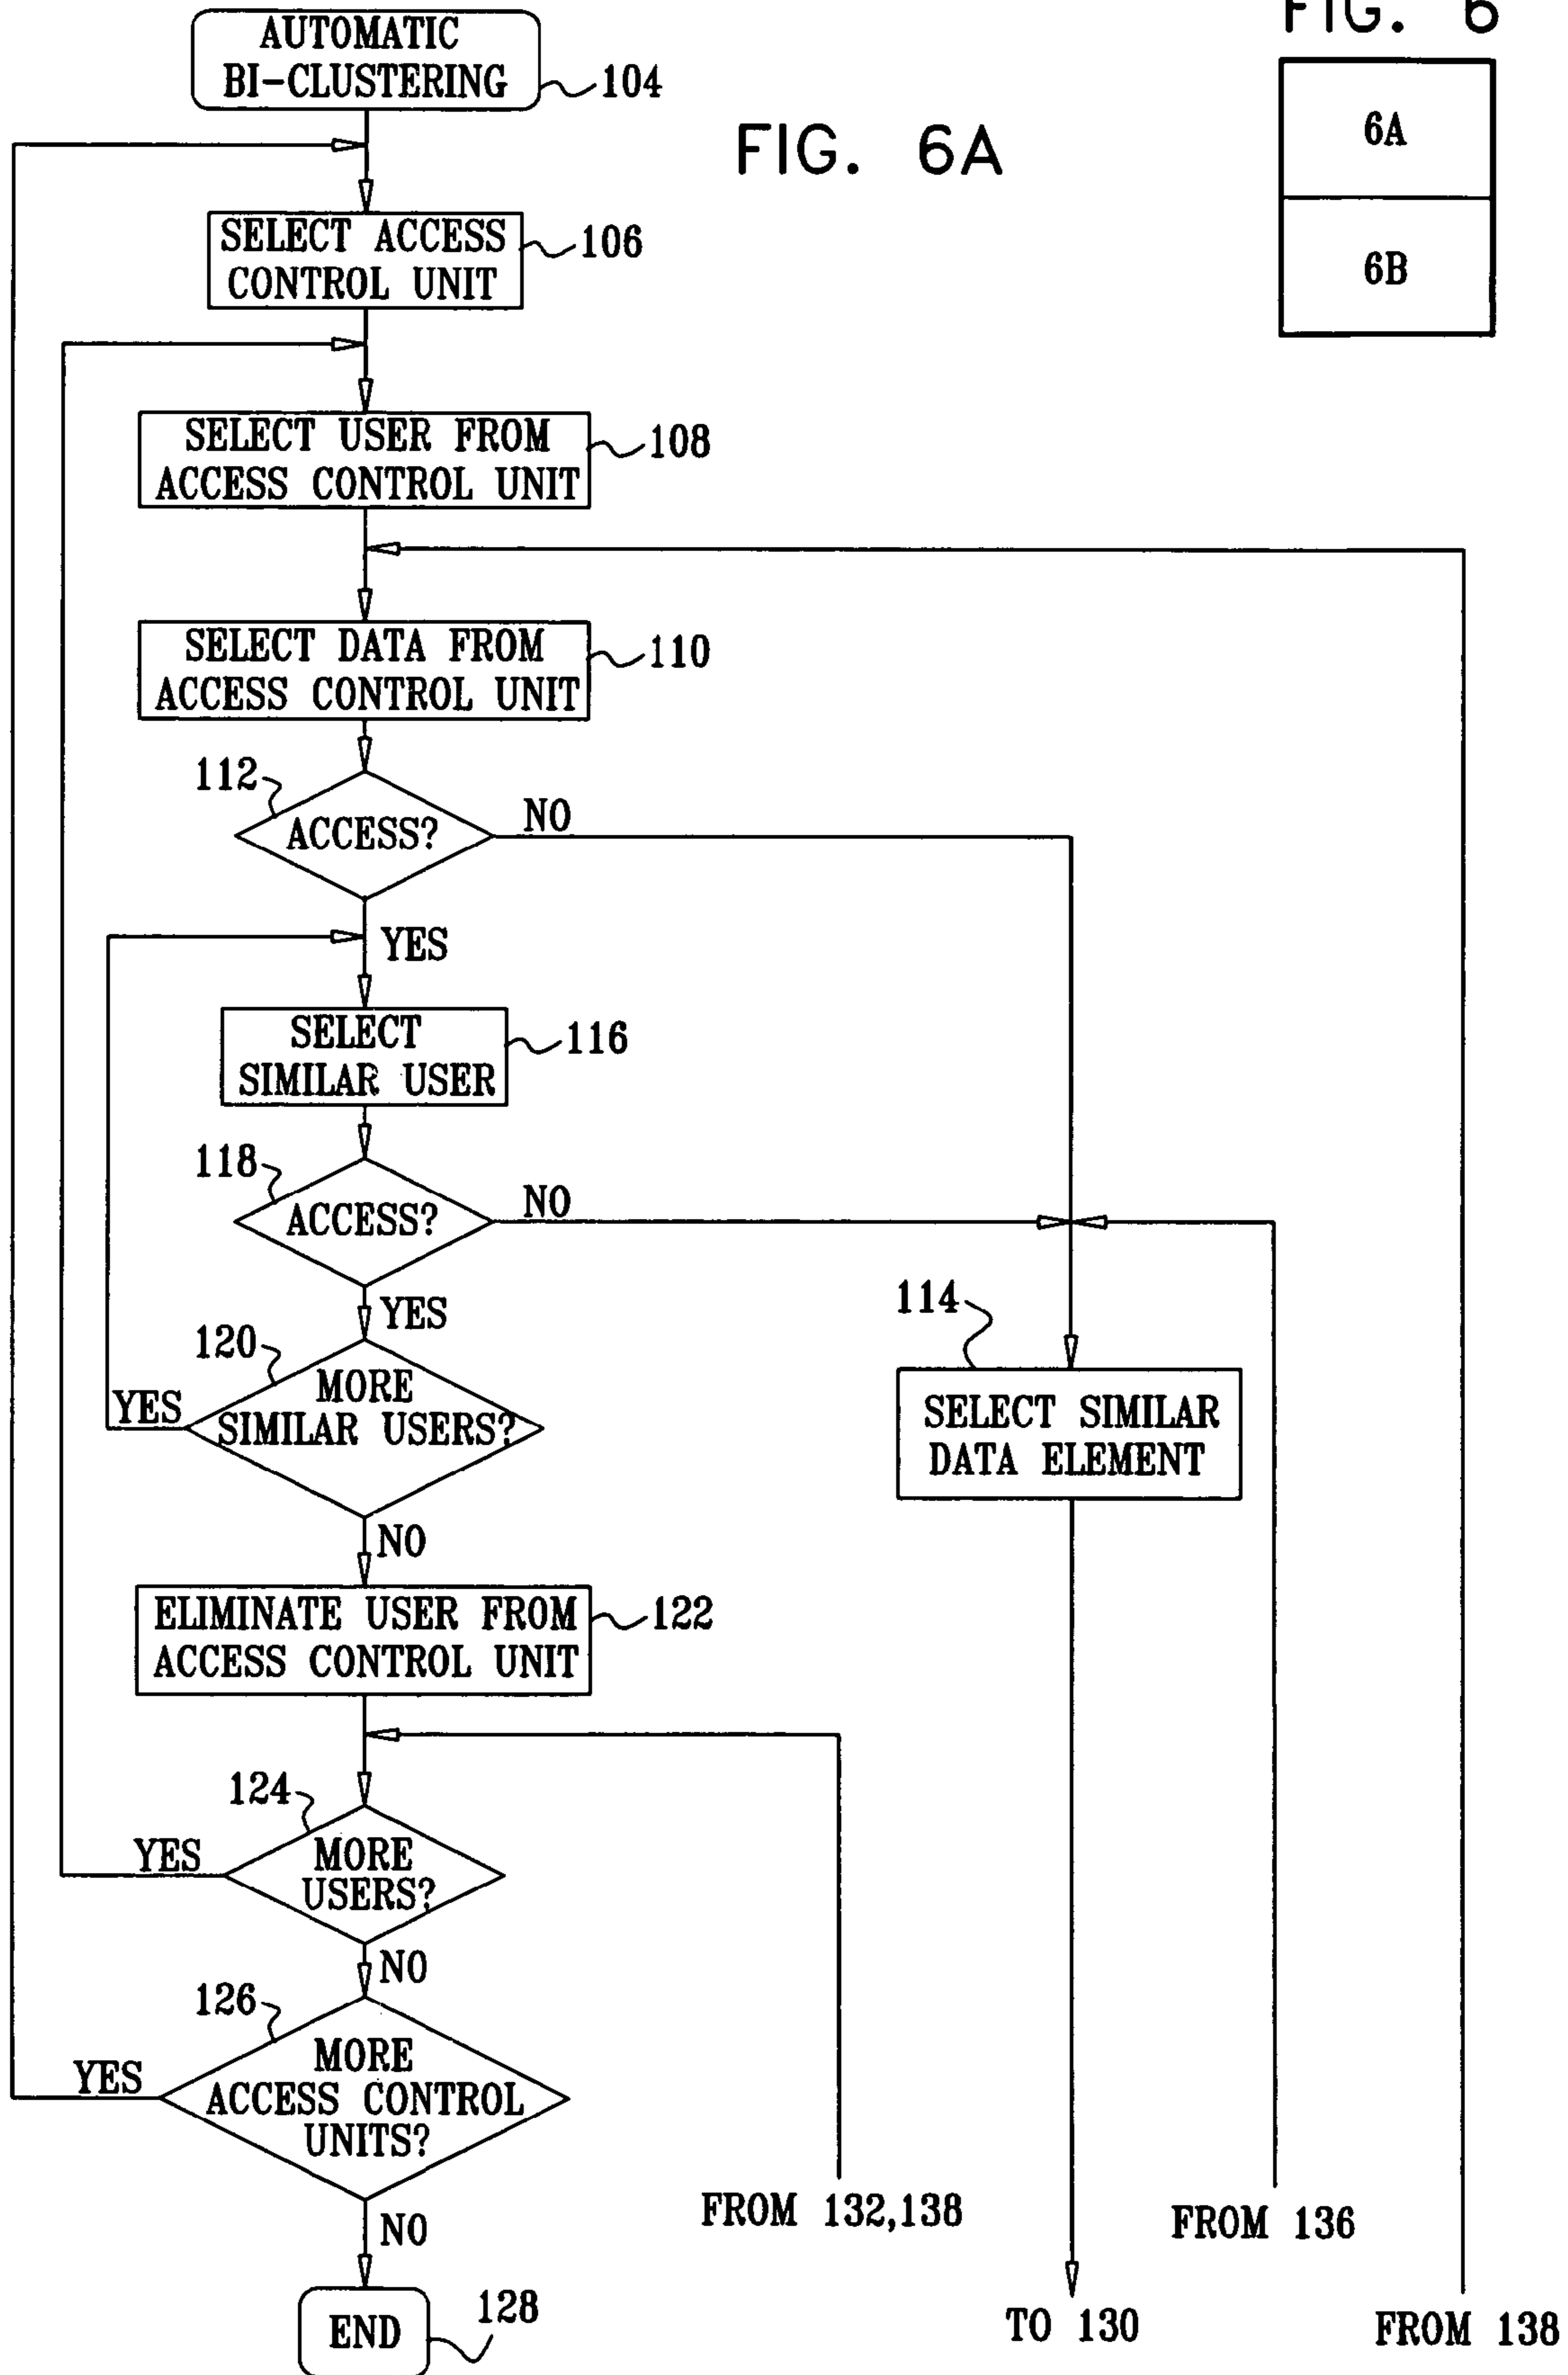 FIG. 6
AUTOMATIC
BI-CLUSTERING
104
FIG. 6A
6A
6B
SELECT ACCESS
CONTROL UNIT
106
SELECT USER FROM
ACCESS CONTROL UNIT
108
SELECT DATA FROM
ACCESS CONTROL UNIT
110
112
ACCESS?
NO
YES
SELECT
SIMILAR USER
116
118
ACCESS?
NO
YES
114
SELECT SIMILAR
DATA ELEMENT
120
MORE
SIMILAR USERS?
YES
NO
ELIMINATE USER FROM
ACCESS CONTROL UNIT
122
124
MORE
USERS?
YES
NO
126
MORE
ACCESS CONTROL
UNITS?
YES
NO
FROM 132,138
FROM 136
END
128
TO 130
FROM 138